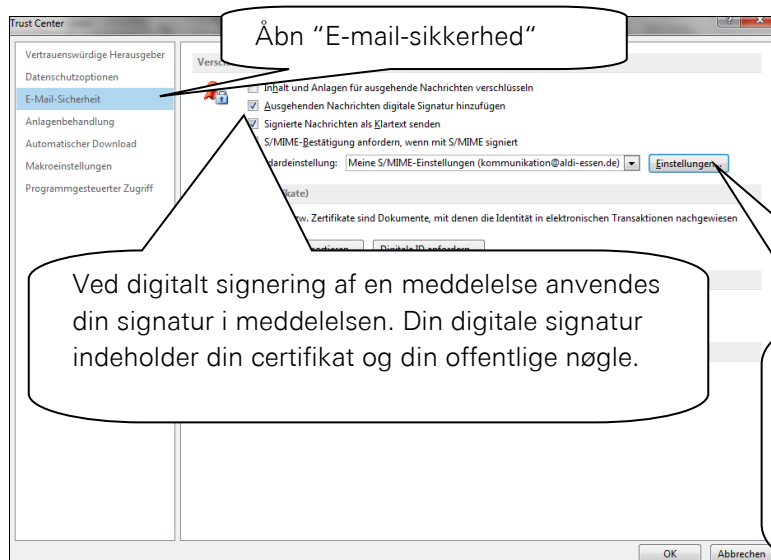 Trust Center
Åbn “E-mail-sikkerhed“
Vertrauenswürdige Herausgeber
Datenschutzoptionen
E-Mail-Sicherheit
Anlagenbehandlung
Automatischer Download
Makroeinstellungen
Programmgesteuerter Zugriff
Inhalt und Anlagen für ausgehende Nachrichten verschlüsseln
Ausgehenden Nachrichten digitale Signatur hinzufügen
Signierte Nachrichten als Klartext senden
S/MIME-Bestätigung anfordern, wenn mit S/MIME signiert
Meine S/MIME-Einstellungen (kommunikation@aldi-essen.de)
Einstellungen...
Zertifikate sind Dokumente, mit denen die Identität in elektronischen Transaktionen nachgewiesen
Ved digitalt signering af en meddelelse anvendes
din signatur i meddelelsen. Din digitale signatur
indeholder din certifikat og din offentlige nøgle.
OK
Abbrechen